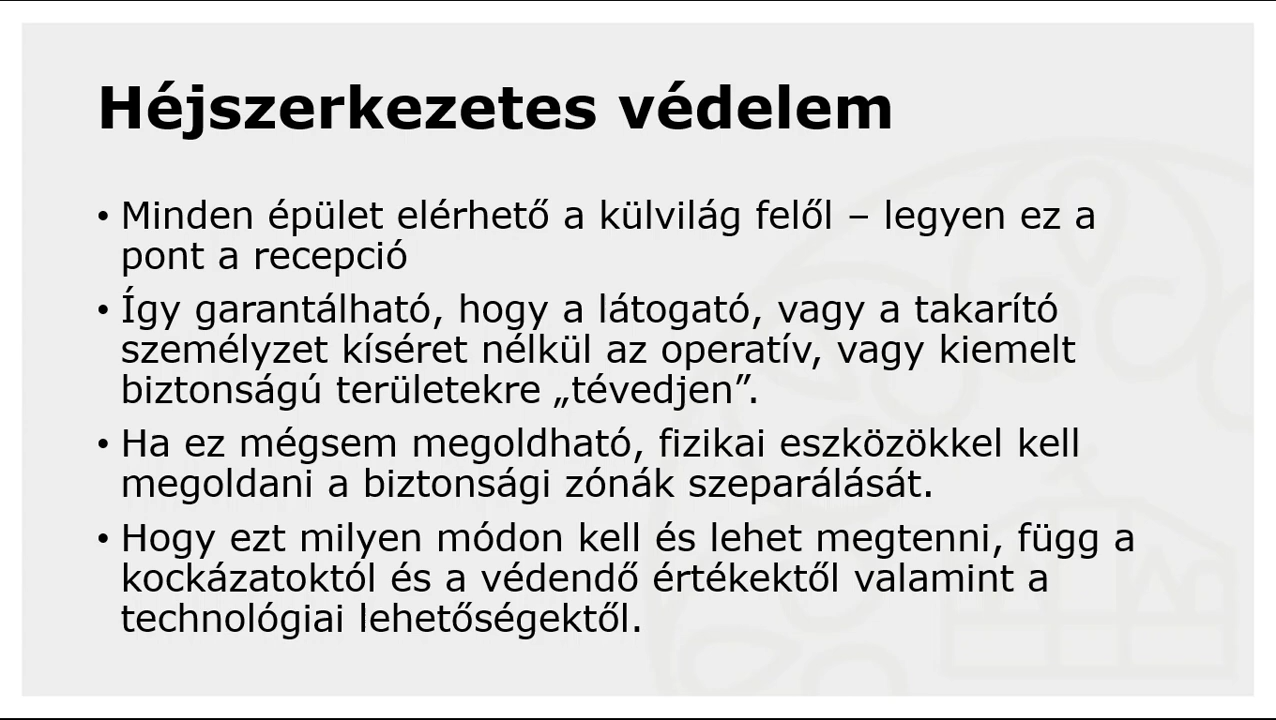 Héjszerkezetes védelem
• Minden épület elérhető a külvilág felől – legyen ez a
pont a recepció
• Így garantálható, hogy a látogató, vagy a takarító
személyzet kíséret nélkül az operatív, vagy kiemelt
biztonságú területekre „tévedjen”.
• Ha ez mégsem megoldható, fizikai eszközökkel kell
megoldani a biztonsági zónák szeparálását.
• Hogy ezt milyen módon kell és lehet megtenni, függ a
kockázatoktól és a védendő értékektől valamint a
technológiai lehetőségektől.